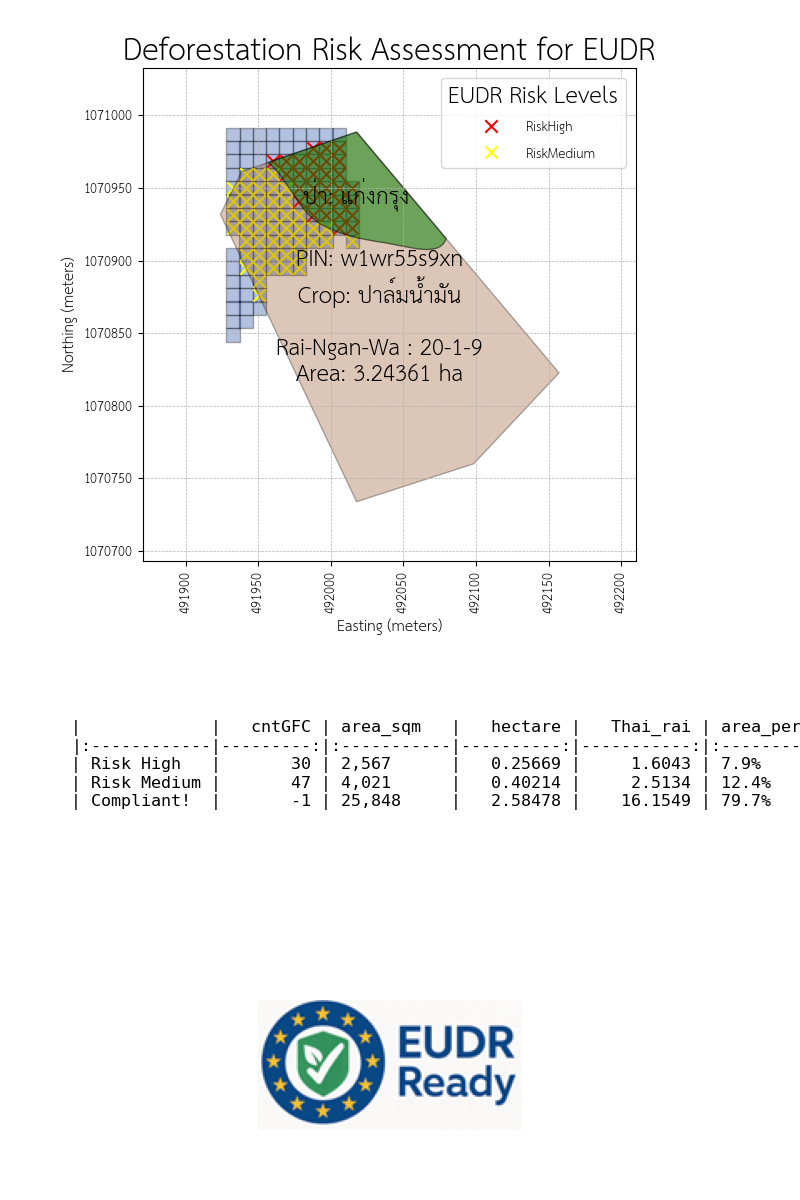 Deforestation Risk Assessment for EUDR
EUDR Risk Levels
RiskHigh
RiskMedium
1071000
1070950
1070900
1070850
1070800
1070750
1070700
Northing (meters)
ป่า: แก่งกรุง
PIN: w1wr55s9xn
Crop: ปาล์มน้ำมัน
Rai-Ngan-Wa : 20-1-9
Area: 3.24361 ha
491900
491950
492000
492050
492100
492150
492200
Easting (meters)
|             |   cntGFC | area_sqm   |   hectare |   Thai_rai | area_per
|:------------|---------:|:-----------|----------:|-----------:|:--------
| Risk High   |       30 | 2,567      |   0.25669 |     1.6043 | 7.9%
| Risk Medium |       47 | 4,021      |   0.40214 |     2.5134 | 12.4%
| Compliant!  |       -1 | 25,848     |   2.58478 |    16.1549 | 79.7%
EUDR
Ready